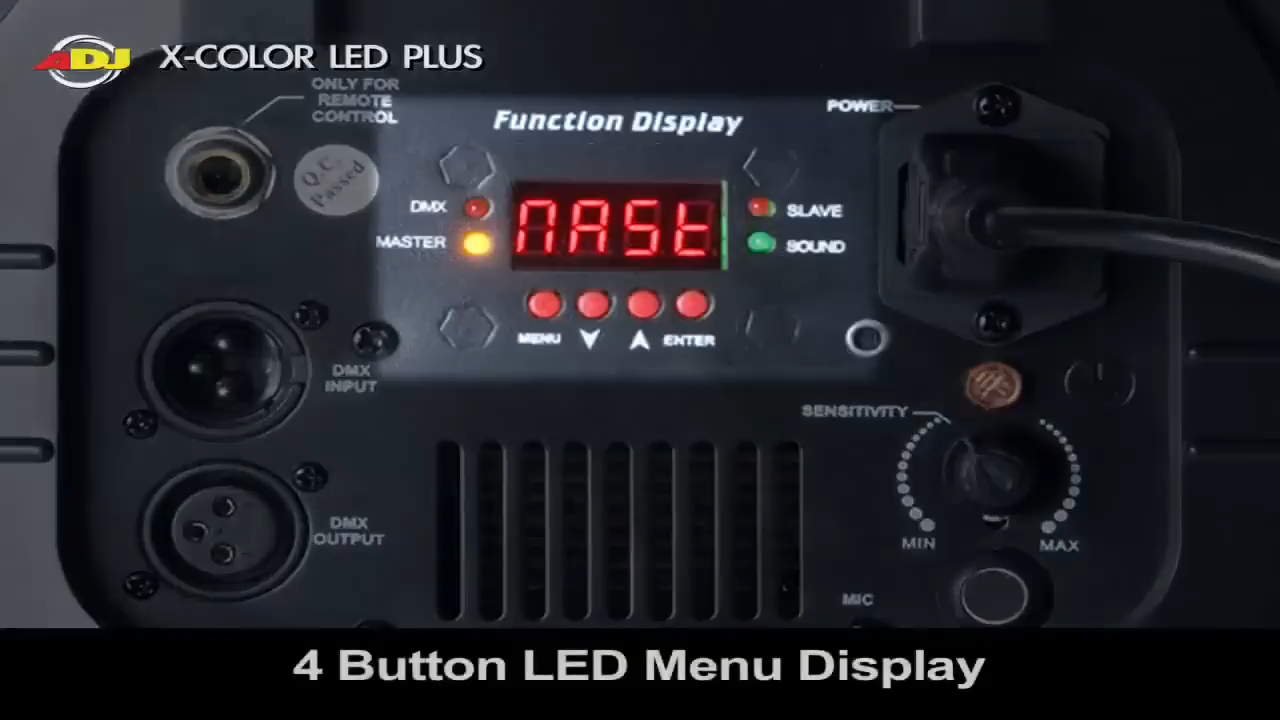 ADJ X-COLOR LED PLUS
ONLY FOR
REMOTE
CONTROL
Q.C.
Passed
Function Display
POWER
DMX
MASTER
MASt
SLAVE
SOUND
MENU
ENTER
DMX
INPUT
SENSITIVITY
DMX
OUTPUT
MIN
MAX
MIC
4 Button LED Menu Display